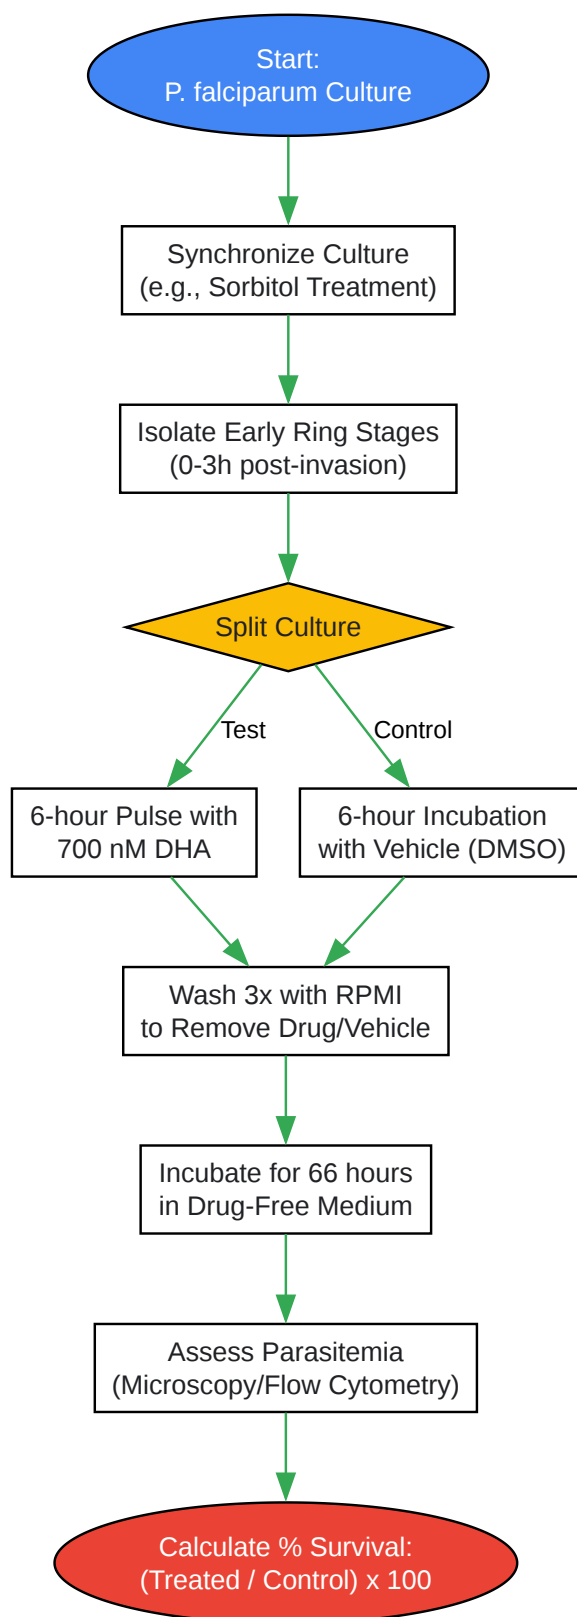 Start:
P. falciparum Culture
Synchronize Culture
(e.g., Sorbitol Treatment)
Isolate Early Ring Stages
(0-3h post-invasion)
Split Culture
Test
Control
6-hour Pulse with
700 nM DHA
6-hour Incubation
with Vehicle (DMSO)
Wash 3x with RPMI
to Remove Drug/Vehicle
Incubate for 66 hours
in Drug-Free Medium
Assess Parasitemia
(Microscopy/Flow Cytometry)
Calculate % Survival:
(Treated / Control) x 100